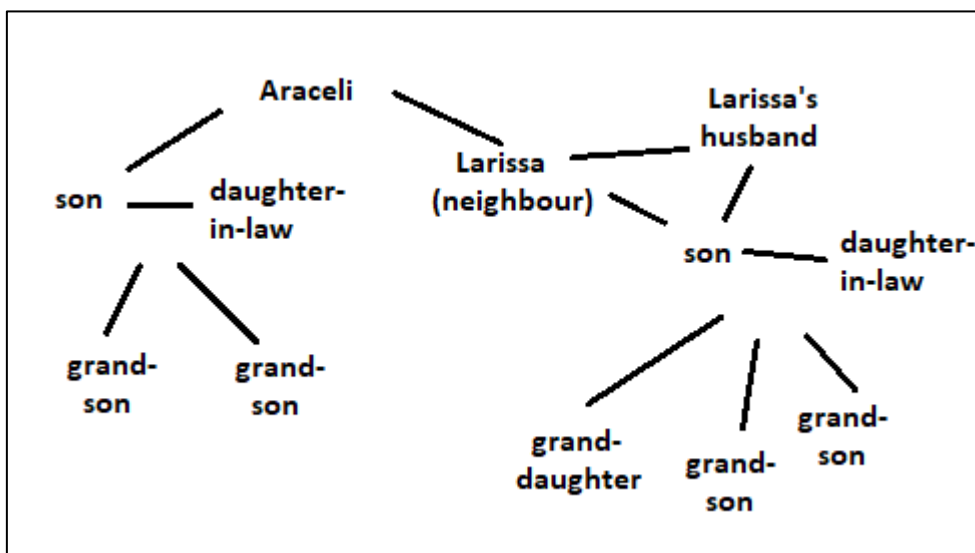 Araceli
Larissa's
husband
Larissa
(neighbour)
son
daughter-
in-law
son
daughter-
in-law
grand-
son
grand-
son
grand-
daughter
grand-
son
grand-
son